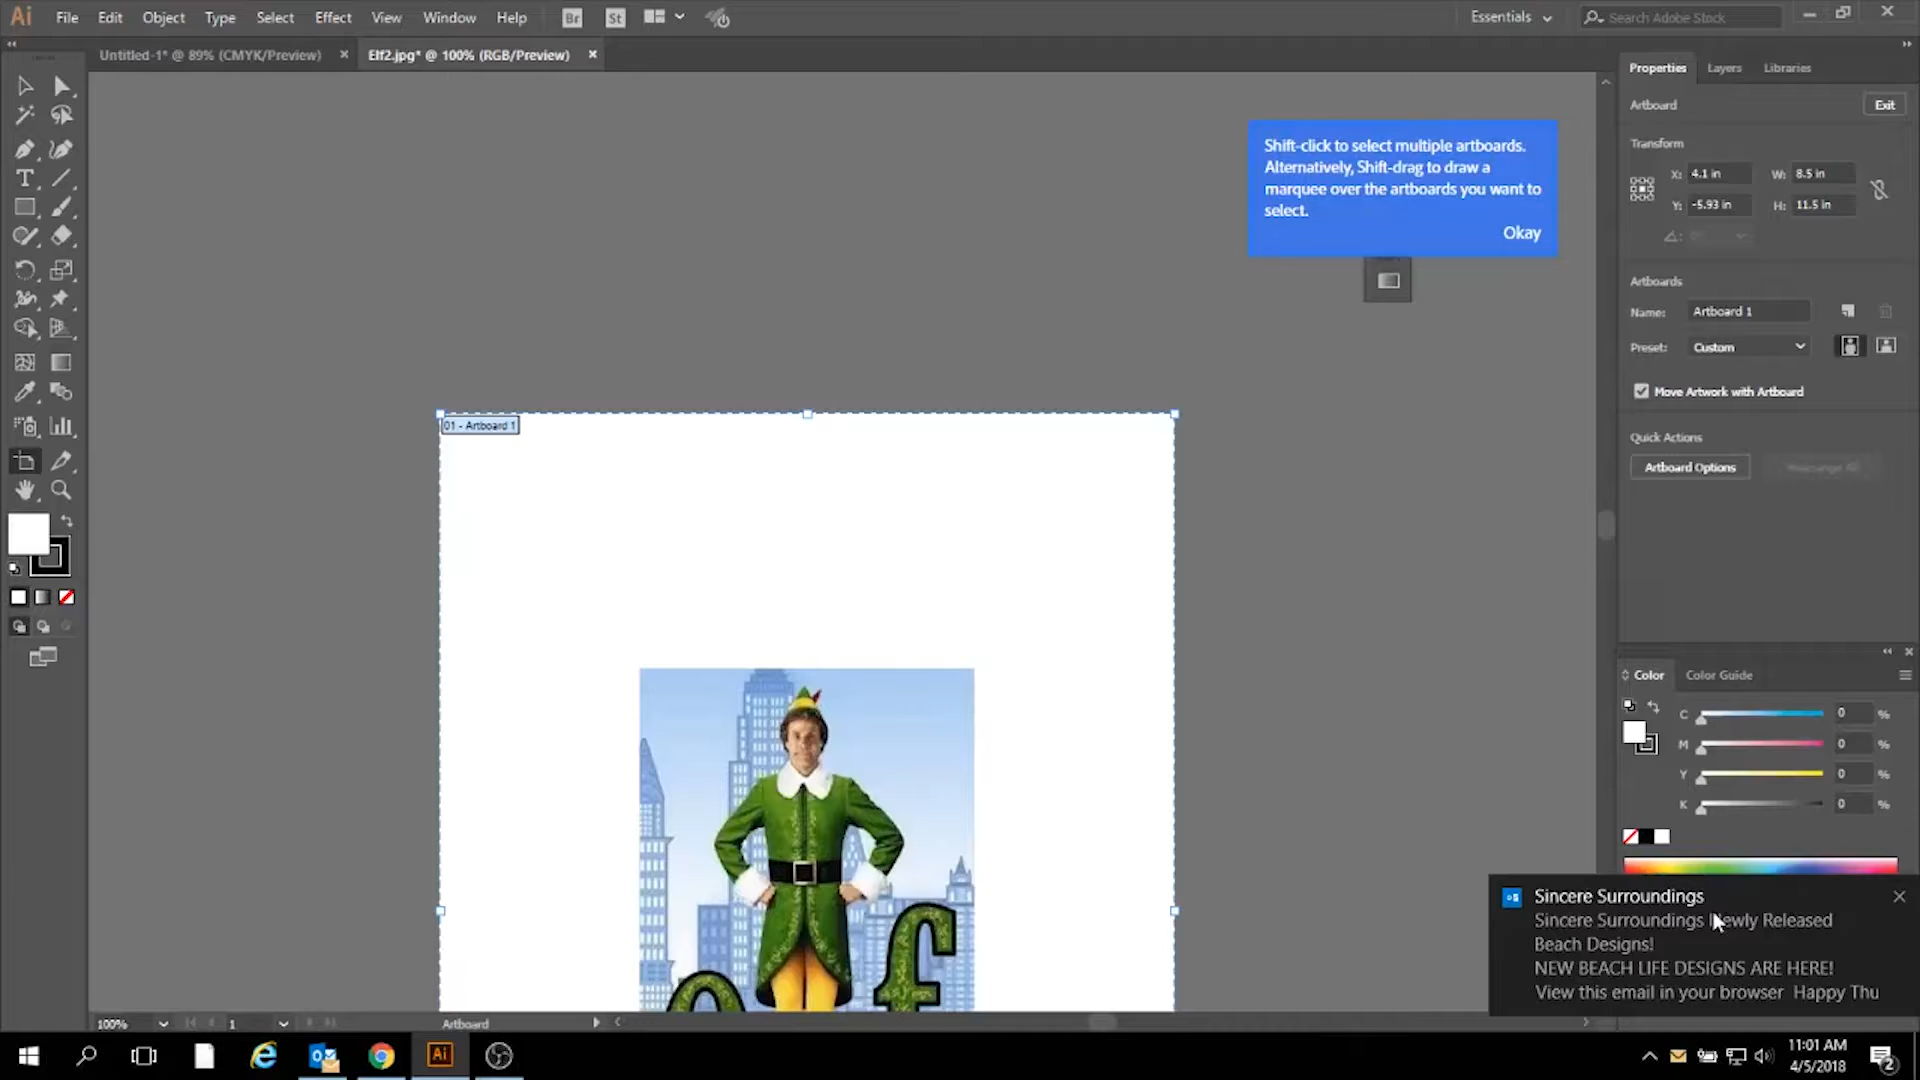 Ai File Edit Object Type Select Effect View Window Help Br St Essentials Search Adobe Stock
Untitled-1* @ 89% (CMYK/Preview) Elf2.jpg* @ 100% (RGB/Preview)
Properties Layers Libraries
Artboard Exit
Transform
X: 4.1 in W: 8.5 in
Y: -5.93 in H: 11.5 in
Shift-click to select multiple artboards.
Alternatively, Shift-drag to draw a
marquee over the artboards you want to
select.
Okay
Artboards
Name: Artboard 1
Preset: Custom
Move Artwork with Artboard
Quick Actions
Artboard Options
01 - Artboard 1
elf
Color Color Guide
C 0 %
M 0 %
Y 0 %
K 0 %
Sincere Surroundings
Sincere Surroundings Newly Released
Beach Designs!
NEW BEACH LIFE DESIGNS ARE HERE!
View this email in your browser Happy Thu
100% 1 Artboard
Ai
11:01 AM
4/5/2018
2